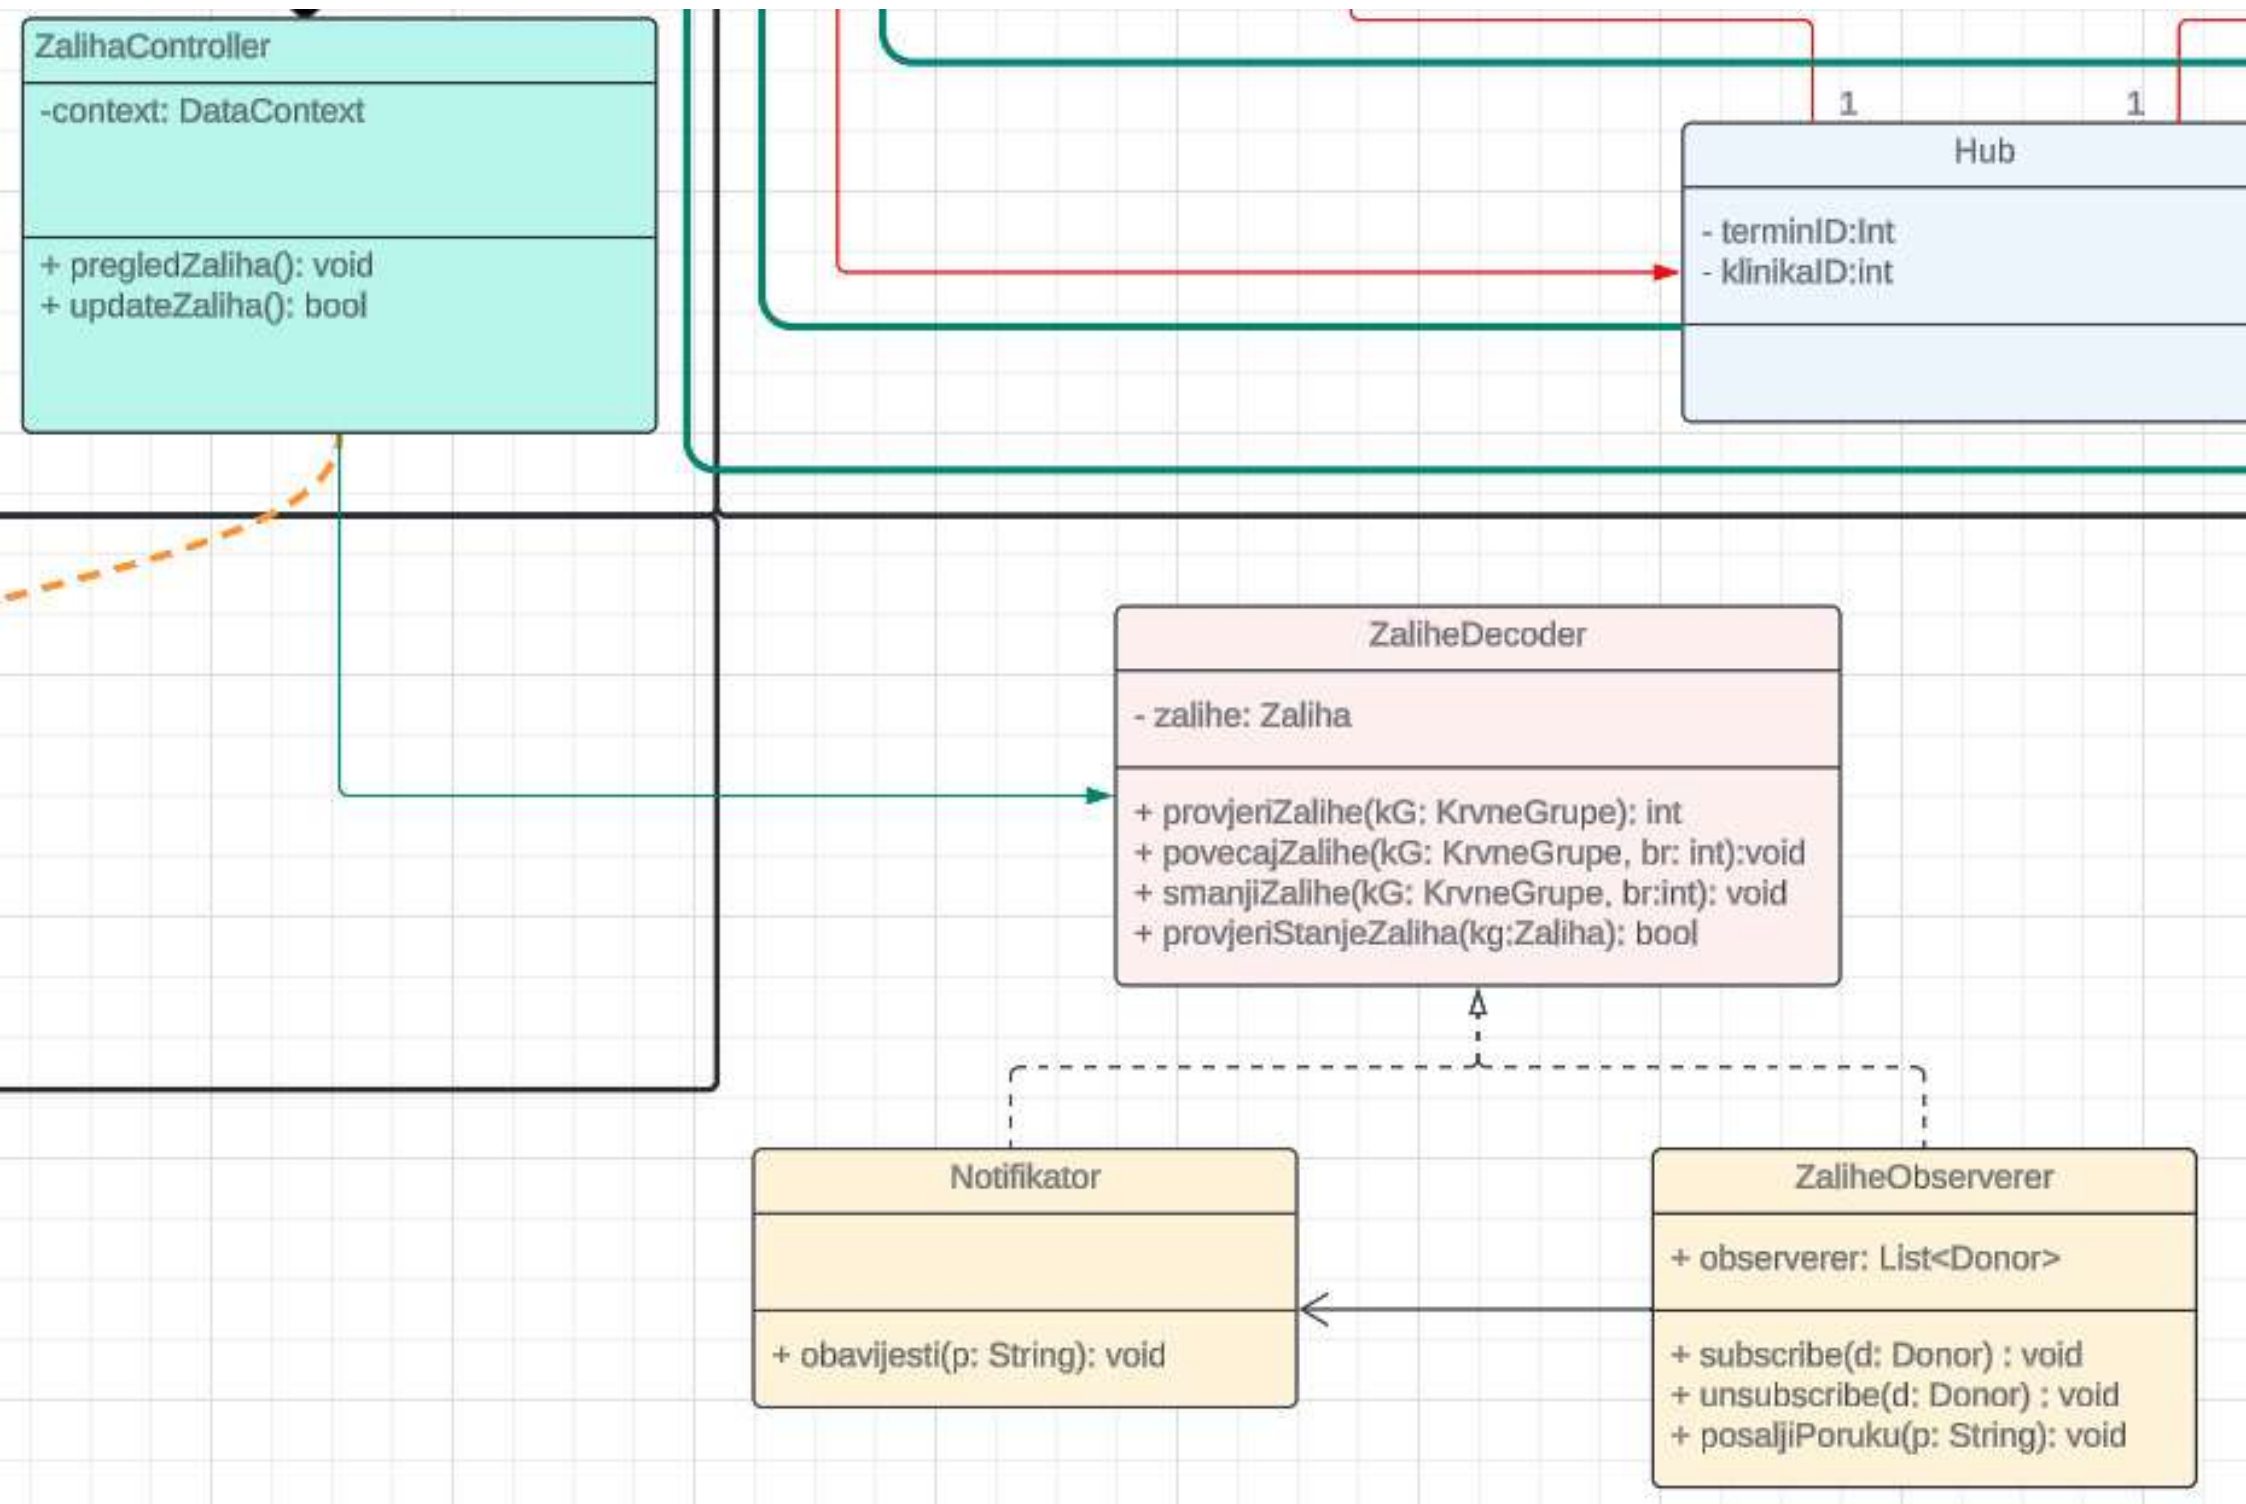 ZalihaController
-context: DataContext
+ pregledZaliha(): void
+ updateZaliha(): bool
1
1
Hub
- terminID:Int
- klinikaID:int
ZaliheDecoder
- zalihe: Zaliha
+ provjeriZalihe(kG: KrvneGrupe): int
+ povecajZalihe(kG: KrvneGrupe, br: int):void
+ smanjiZalihe(kG: KrvneGrupe, br:int): void
+ provjeriStanjeZaliha(kg:Zaliha): bool
Notifikator
+ obavijesti(p: String): void
ZaliheObserverer
+ observerer: List<Donor>
+ subscribe(d: Donor) : void
+ unsubscribe(d: Donor) : void
+ posaljiPoruku(p: String): void